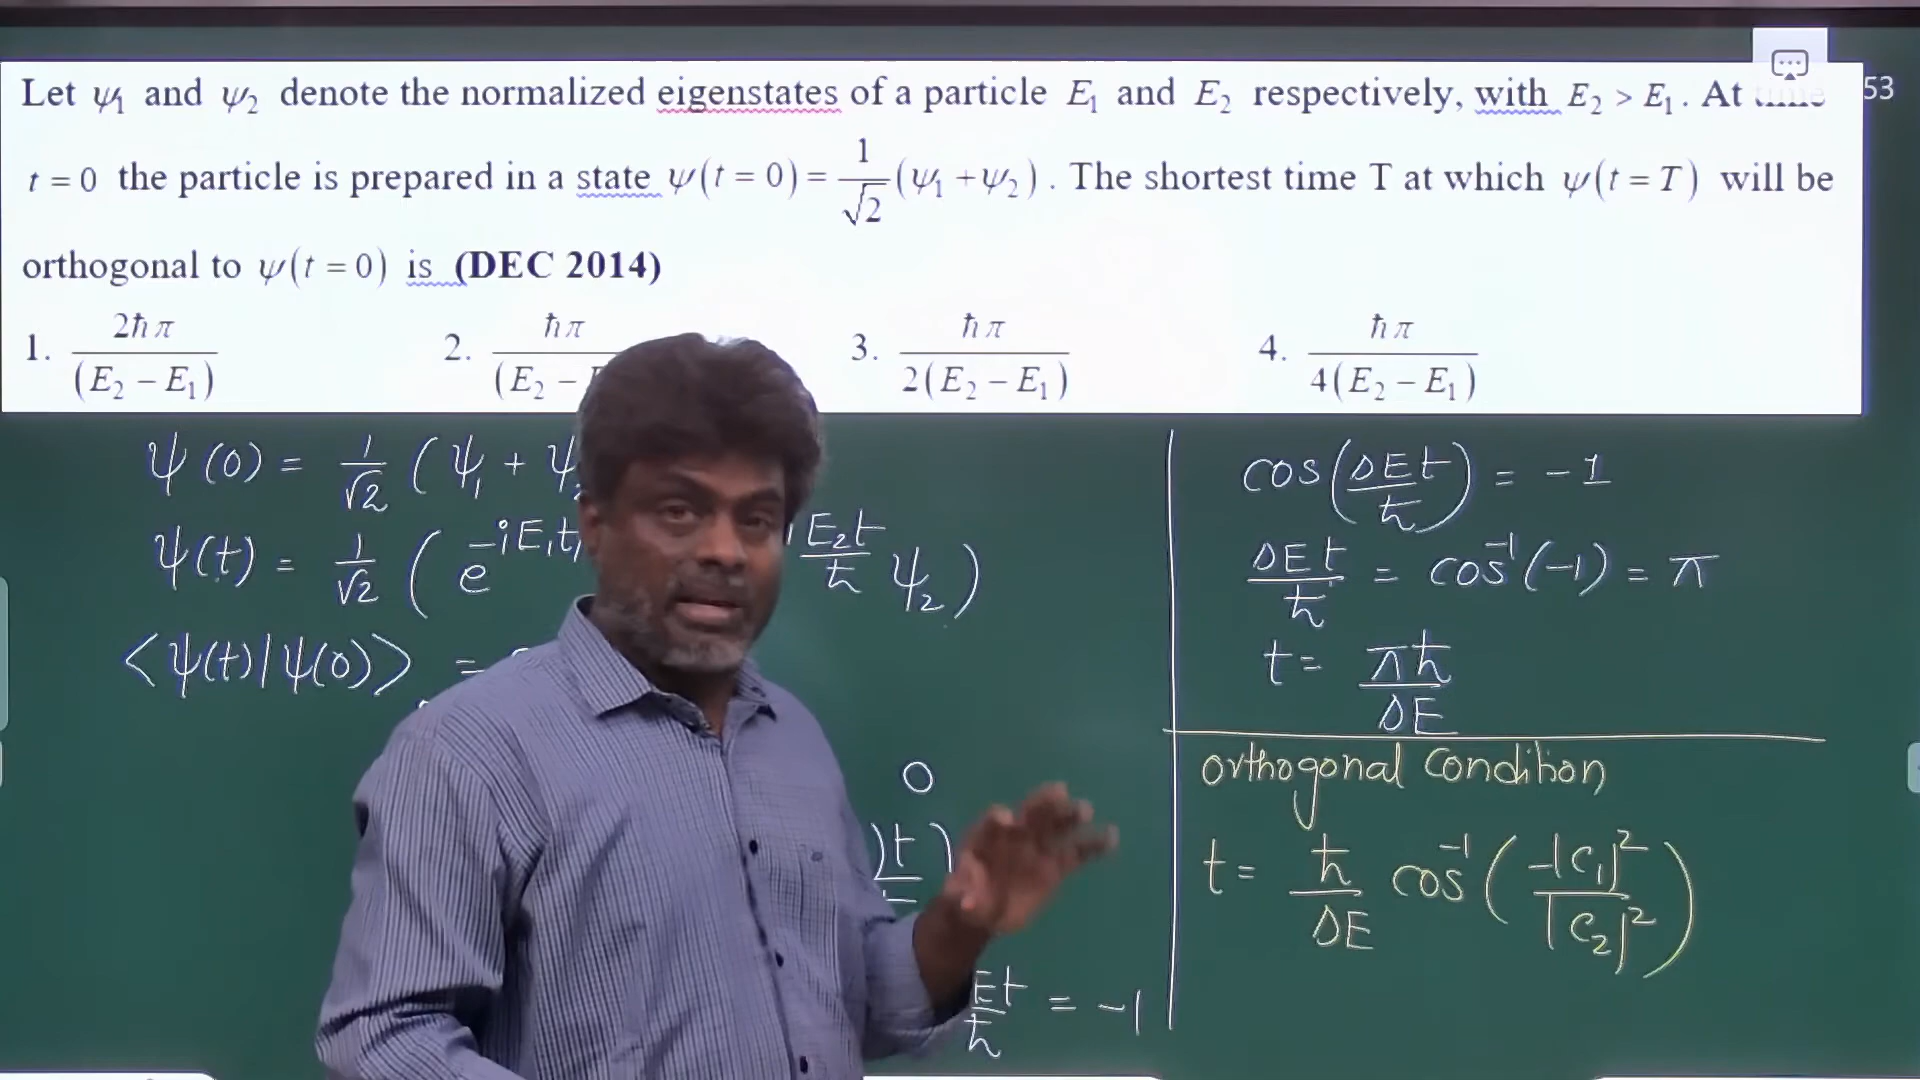 Let ψ₁ and ψ₂ denote the normalized eigenstates of a particle E₁ and E₂ respectively, with E₂ > E₁. At time
53
t = 0 the particle is prepared in a state ψ(t = 0) = 1/√2 (ψ₁ + ψ₂). The shortest time T at which ψ(t = T) will be
orthogonal to ψ(t = 0) is (DEC 2014)
1. 2ħπ/(E₂ − E₁) 2. ħπ/(E₂ − 3. ħπ/2(E₂ − E₁) 4. ħπ/4(E₂ − E₁)
ψ(0) = 1/√2 (ψ₁ + ψ
ψ(t) = 1/√2 (e^(-iE₁t E₂t/ħ ψ₂)
<ψ(t)|ψ(0)> =
0
)t )
Et/ħ = -1
cos(ΔEt/ħ) = -1
ΔEt/ħ = cos⁻¹(-1) = π
t = πħ/ΔE
orthogonal condition
t = ħ/ΔE cos⁻¹(-|c₁|²/|c₂|²)